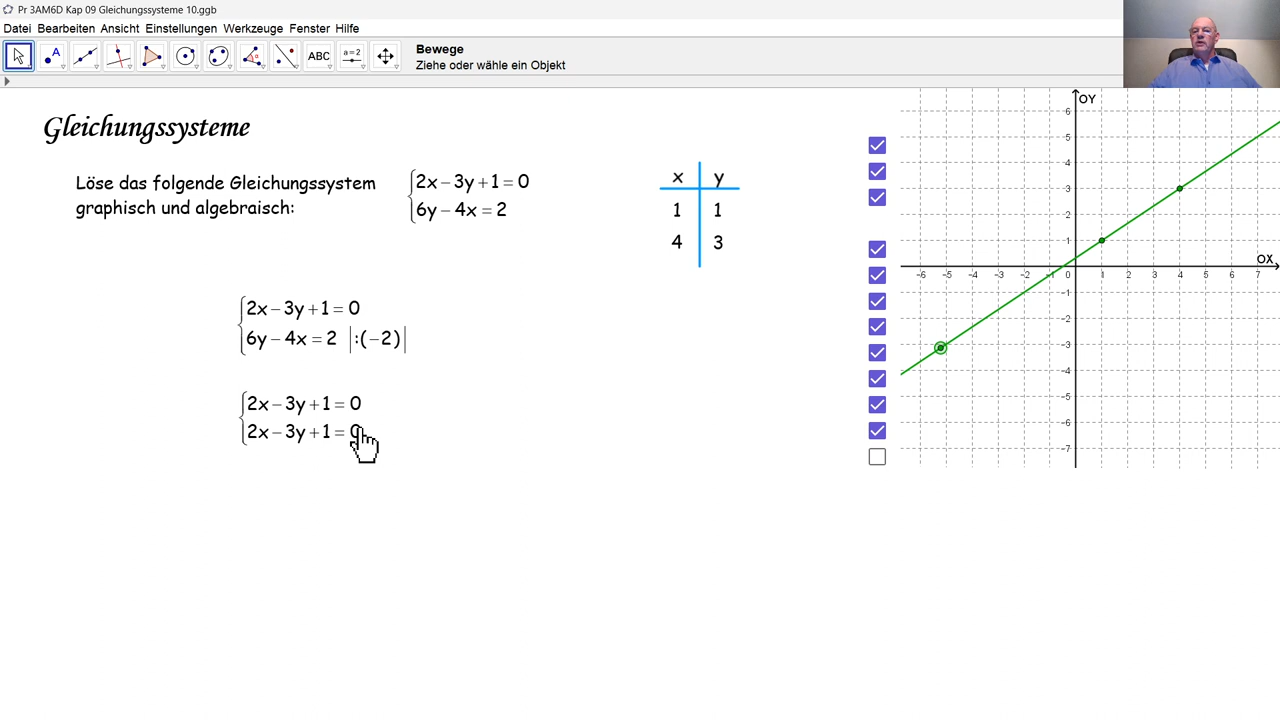 Pr 3AM6D Kap 09 Gleichungssysteme 10.ggb
Datei Bearbeiten Ansicht Einstellungen Werkzeuge Fenster Hilfe
A ABC a=2
Bewege
Ziehe oder wähle ein Objekt
Gleichungssysteme
Löse das folgende Gleichungssystem
graphisch und algebraisch:
2x−3y+1=0
6y−4x=2
x y
1 1
4 3
2x−3y+1=0
6y−4x=2 |:(−2)|
2x−3y+1=0
2x−3y+1=0
OY
6
5
4
3
2
1
OX
−6 −5 −4 −3 −2 −1 0 1 2 3 4 5 6 7
−1
−2
−3
−4
−5
−6
−7